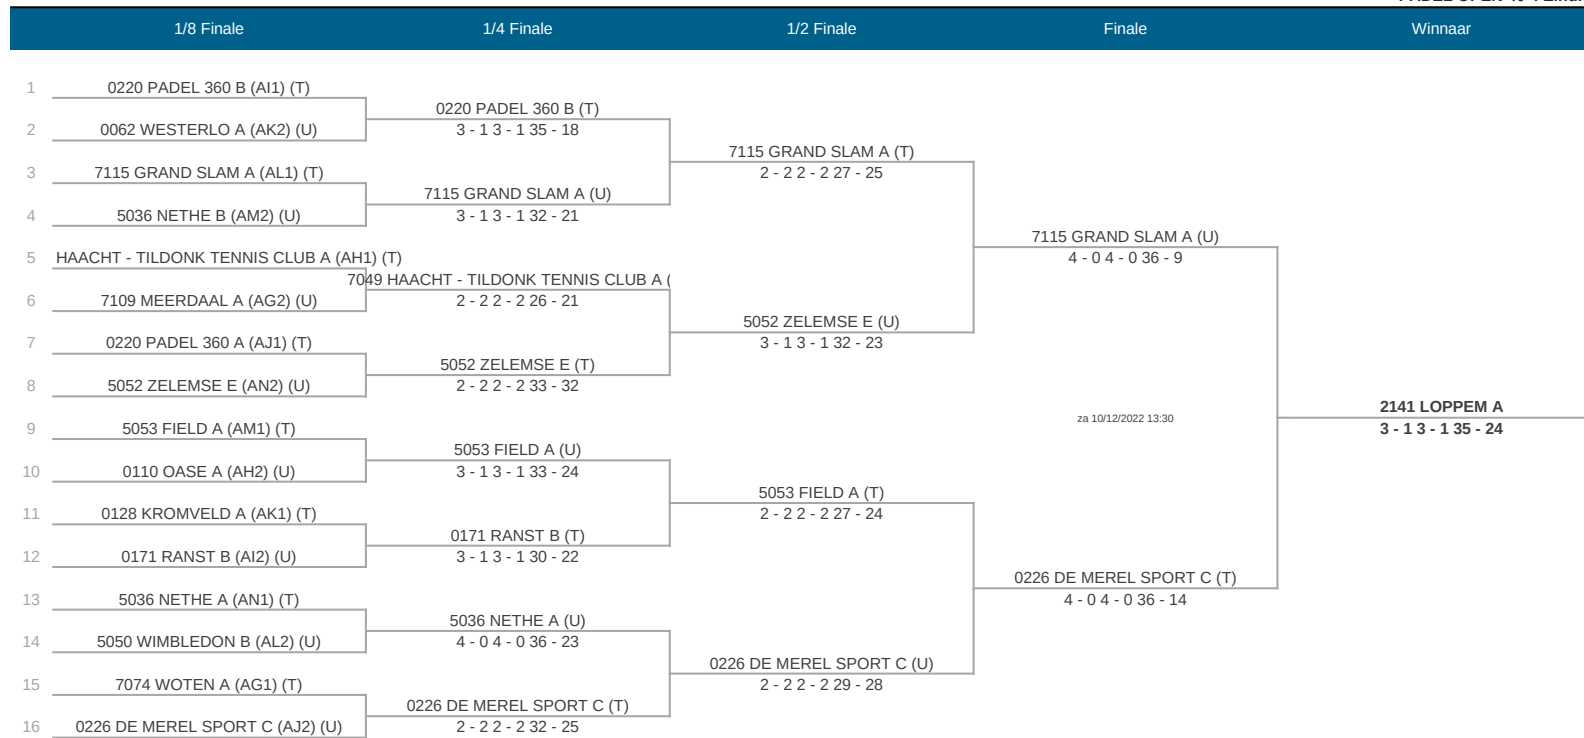 1/8 Finale 1/4 Finale 1/2 Finale Finale Winnaar
1 0220 PADEL 360 B (AI1) (T)
0220 PADEL 360 B (T)
2 0062 WESTERLO A (AK2) (U)
3 - 1 3 - 1 35 - 18
7115 GRAND SLAM A (T)
3 7115 GRAND SLAM A (AL1) (T)
2 - 2 2 - 2 27 - 25
7115 GRAND SLAM A (U)
4 5036 NETHE B (AM2) (U)
3 - 1 3 - 1 32 - 21
7115 GRAND SLAM A (U)
5 HAACHT - TILDONK TENNIS CLUB A (AH1) (T)
4 - 0 4 - 0 36 - 9
7049 HAACHT - TILDONK TENNIS CLUB A (
6 7109 MEERDAAL A (AG2) (U)
2 - 2 2 - 2 26 - 21
5052 ZELEMSE E (U)
7 0220 PADEL 360 A (AJ1) (T)
3 - 1 3 - 1 32 - 23
5052 ZELEMSE E (T)
8 5052 ZELEMSE E (AN2) (U)
2 - 2 2 - 2 33 - 32
2141 LOPPEM A
za 10/12/2022 13:30
9 5053 FIELD A (AM1) (T)
3 - 1 3 - 1 35 - 24
5053 FIELD A (U)
10 0110 OASE A (AH2) (U)
3 - 1 3 - 1 33 - 24
5053 FIELD A (T)
11 0128 KROMVELD A (AK1) (T)
2 - 2 2 - 2 27 - 24
0171 RANST B (T)
12 0171 RANST B (AI2) (U)
3 - 1 3 - 1 30 - 22
0226 DE MEREL SPORT C (T)
13 5036 NETHE A (AN1) (T)
4 - 0 4 - 0 36 - 14
5036 NETHE A (U)
14 5050 WIMBLEDON B (AL2) (U)
4 - 0 4 - 0 36 - 23
0226 DE MEREL SPORT C (U)
15 7074 WOTEN A (AG1) (T)
2 - 2 2 - 2 29 - 28
0226 DE MEREL SPORT C (T)
16 0226 DE MEREL SPORT C (AJ2) (U)
2 - 2 2 - 2 32 - 25